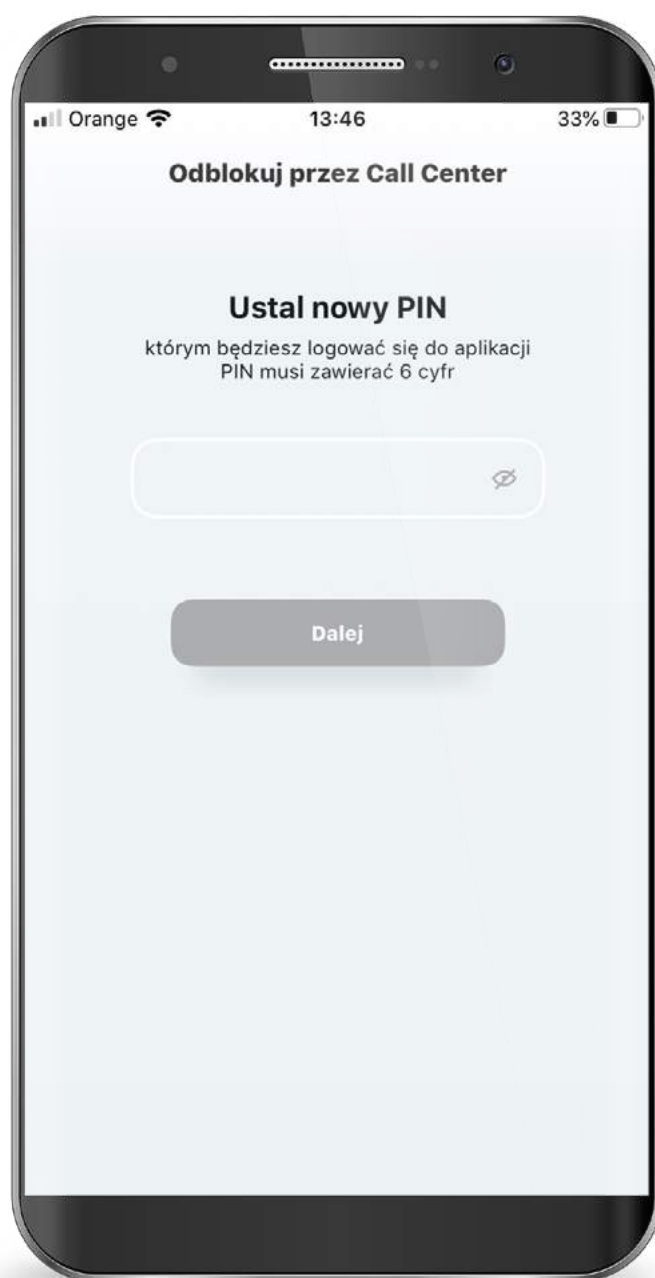 Orange 13:46 33%
Odblokuj przez Call Center
Ustal nowy PIN
którym będziesz logować się do aplikacji
PIN musi zawierać 6 cyfr
Dalej